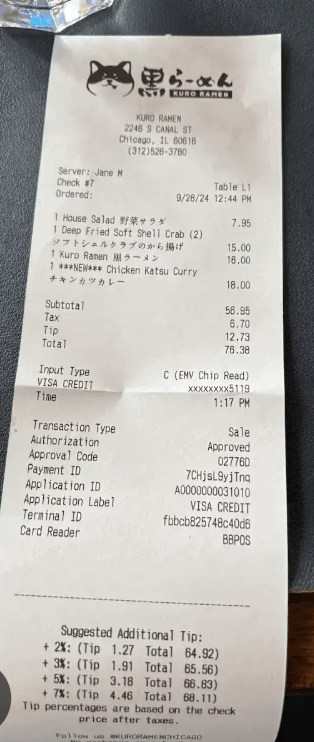 黒らーめん
KURO RAMEN
KURO RAMEN
2246 S CANAL ST
Chicago, IL 60616
(312)526-3760
Server: Jane M
Check #7 Table L1
Ordered: 9/28/24 12:44 PM
1 House Salad 野菜サラダ 7.95
1 Deep Fried Soft Shell Crab (2)
ソフトシェルクラブのから揚げ 15.00
1 Kuro Ramen 黒ラーメン 16.00
1 ***NEW*** Chicken Katsu Curry
チキンカツカレー 18.00
Subtotal 56.95
Tax 6.70
Tip 12.73
Total 76.38
Input Type C (EMV Chip Read)
VISA CREDIT xxxxxxxx5119
Time 1:17 PM
Transaction Type Sale
Authorization Approved
Approval Code 02776D
Payment ID 7CHjsL9yjTnq
Application ID A0000000031010
Application Label VISA CREDIT
Terminal ID fbbcb825748c40d6
Card Reader BBPOS
Suggested Additional Tip:
+ 2%: (Tip 1.27 Total 64.92)
+ 3%: (Tip 1.91 Total 65.56)
+ 5%: (Tip 3.18 Total 66.83)
+ 7%: (Tip 4.46 Total 68.11)
Tip percentages are based on the check
price after taxes.
Follow us @KURORAMENCHICAGO